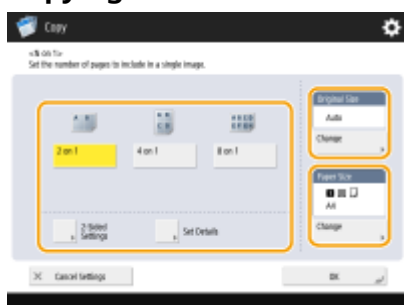 Copy
<N on 1>
Set the number of pages to include in a single image.
Original Size
Auto
Change
2 on 1
4 on 1
8 on 1
Paper Size
A4
Change
2-Sided Settings
Set Details
Cancel Settings
OK